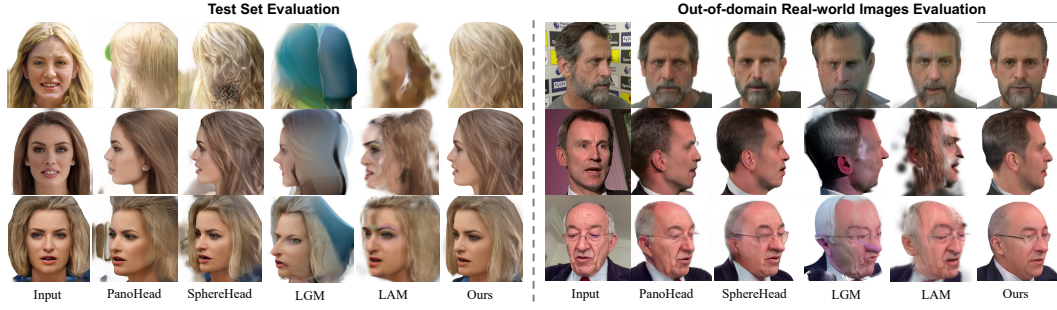 Test Set Evaluation
Out-of-domain Real-world Images Evaluation
Input PanoHead SphereHead LGM LAM Ours
Input PanoHead SphereHead LGM LAM Ours